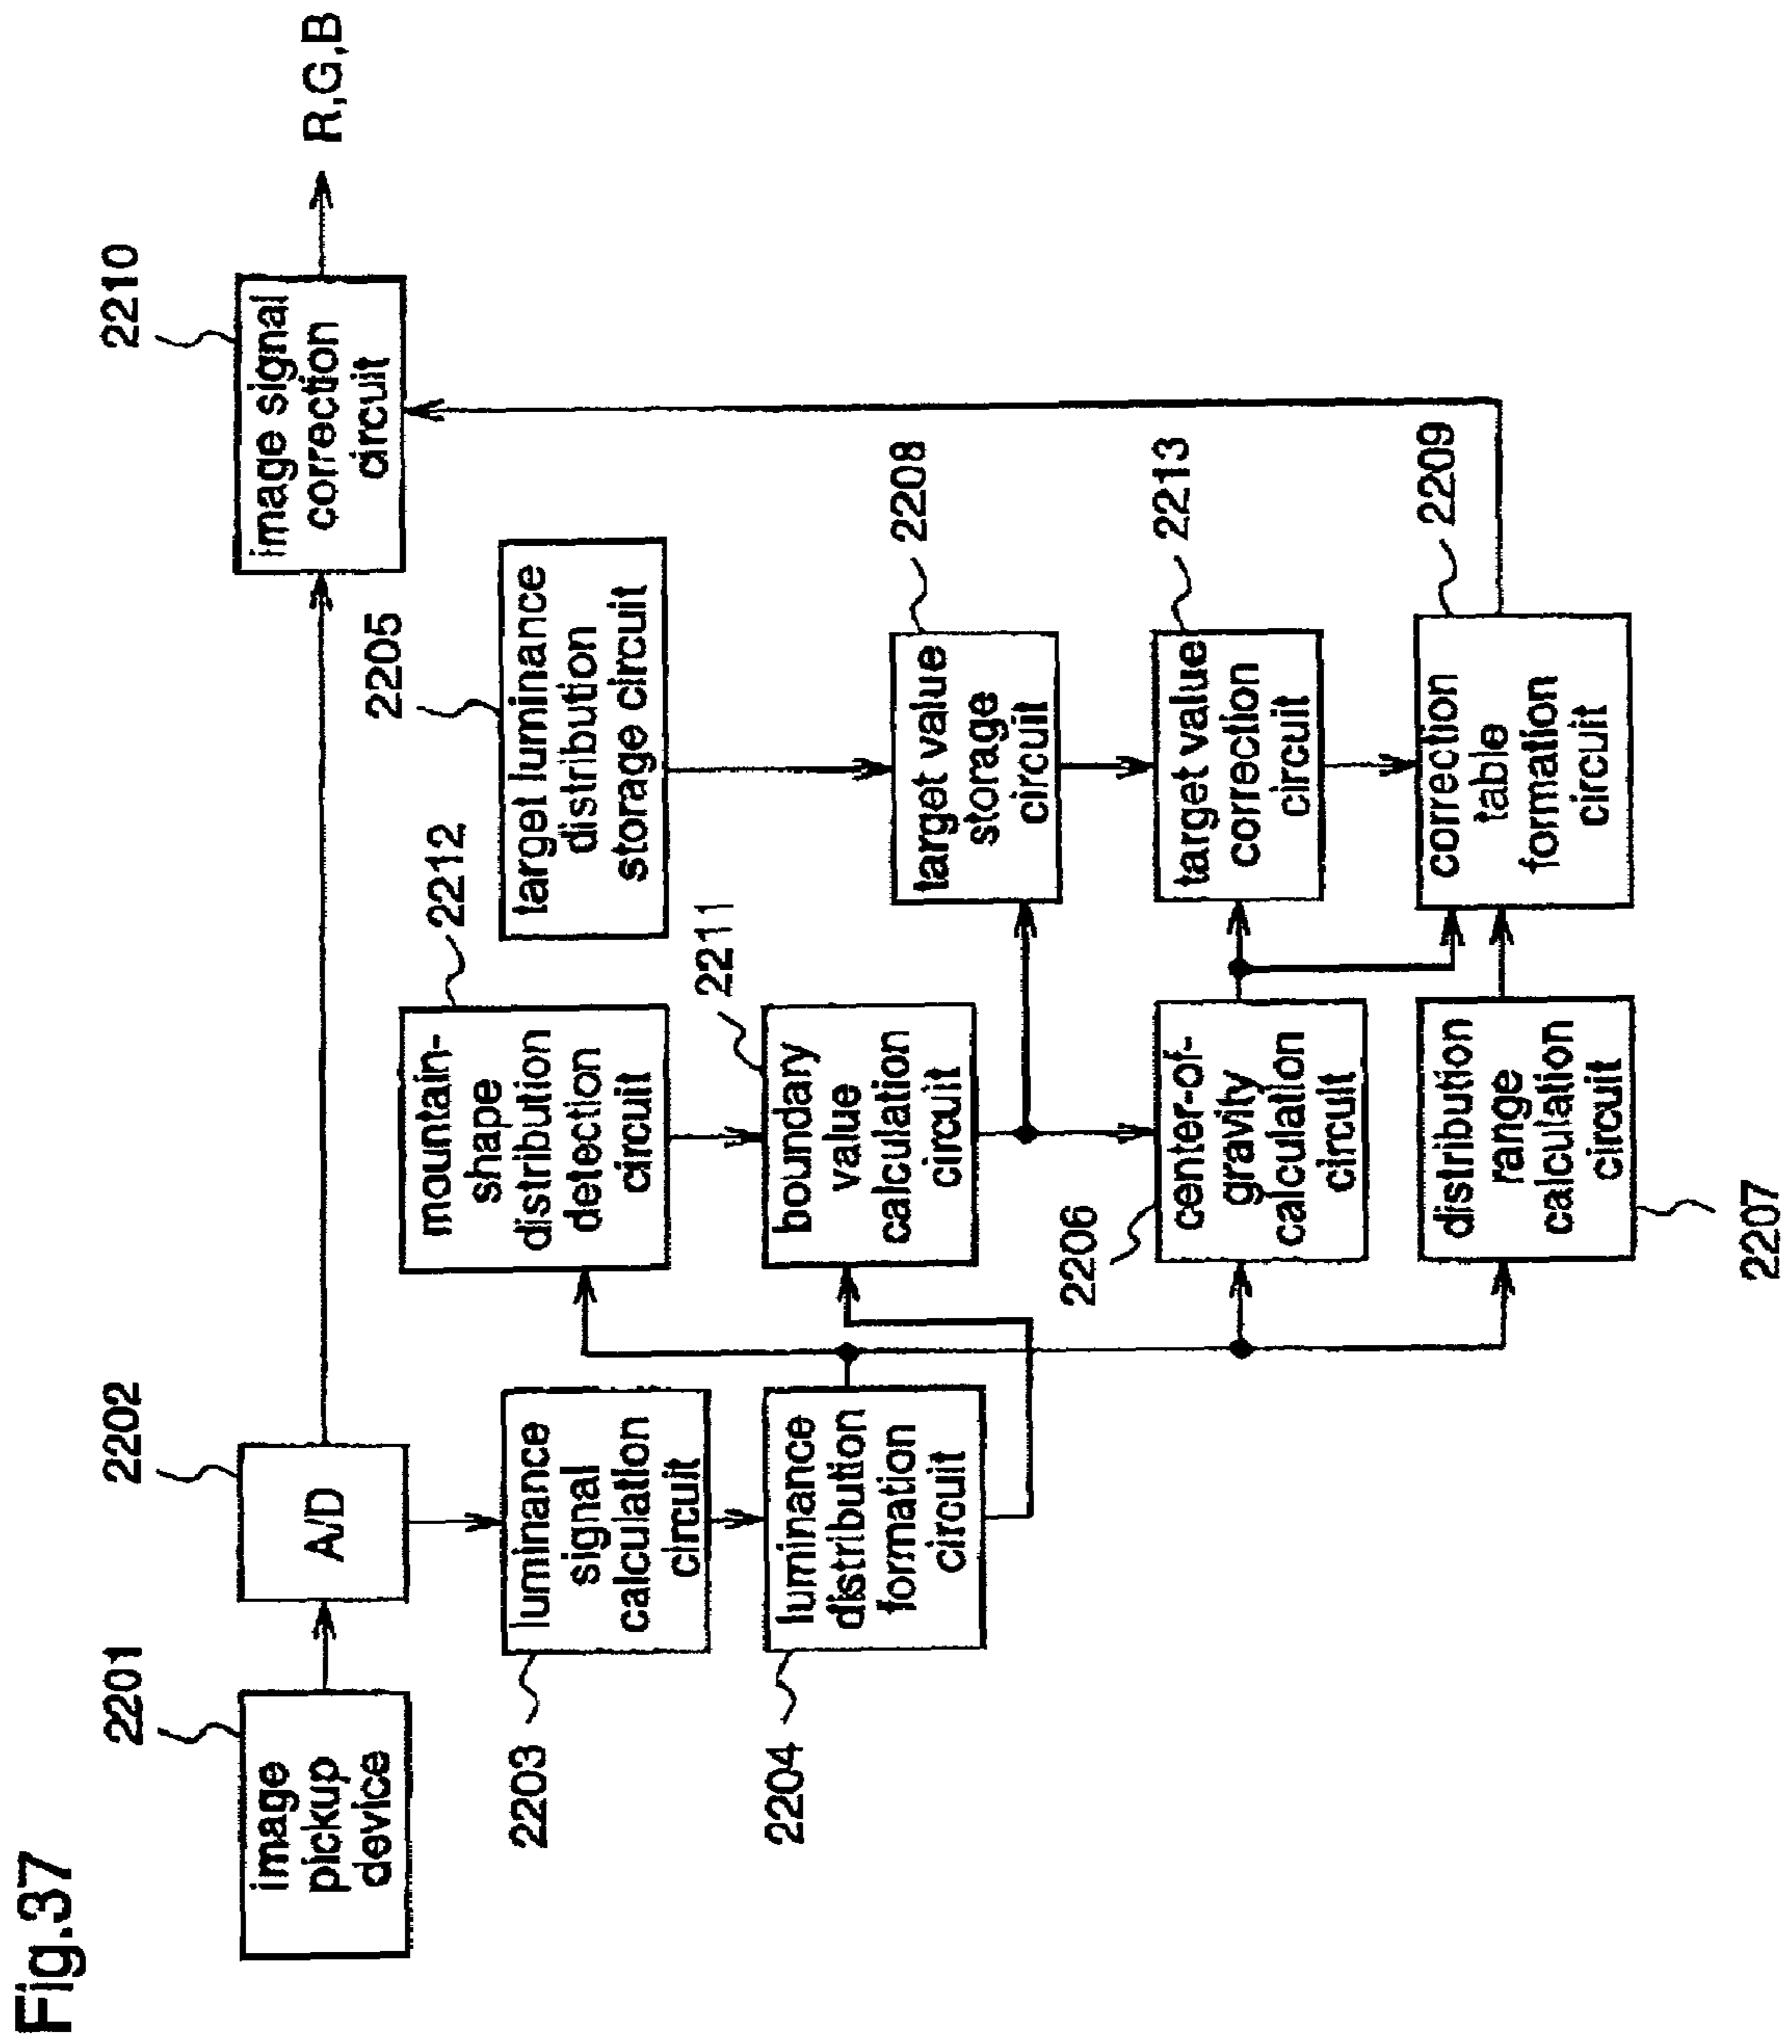 Fig.37
2201
image
pickup
device
2202
A/D
2210
image signal
correction
circuit
R,G,B
2203
luminance
signal
calculation
circuit
2204
luminance
distribution
formation
circuit
2212
mountain-
shape
distribution
detection
circuit
2205
target luminance
distribution
storage circuit
2211
boundary
value
calculation
circuit
2208
target value
storage
circuit
2206
center-of-
gravity
calculation
circuit
2213
target value
correction
circuit
2207
distribution
range
calculation
circuit
2209
correction
table
formation
circuit